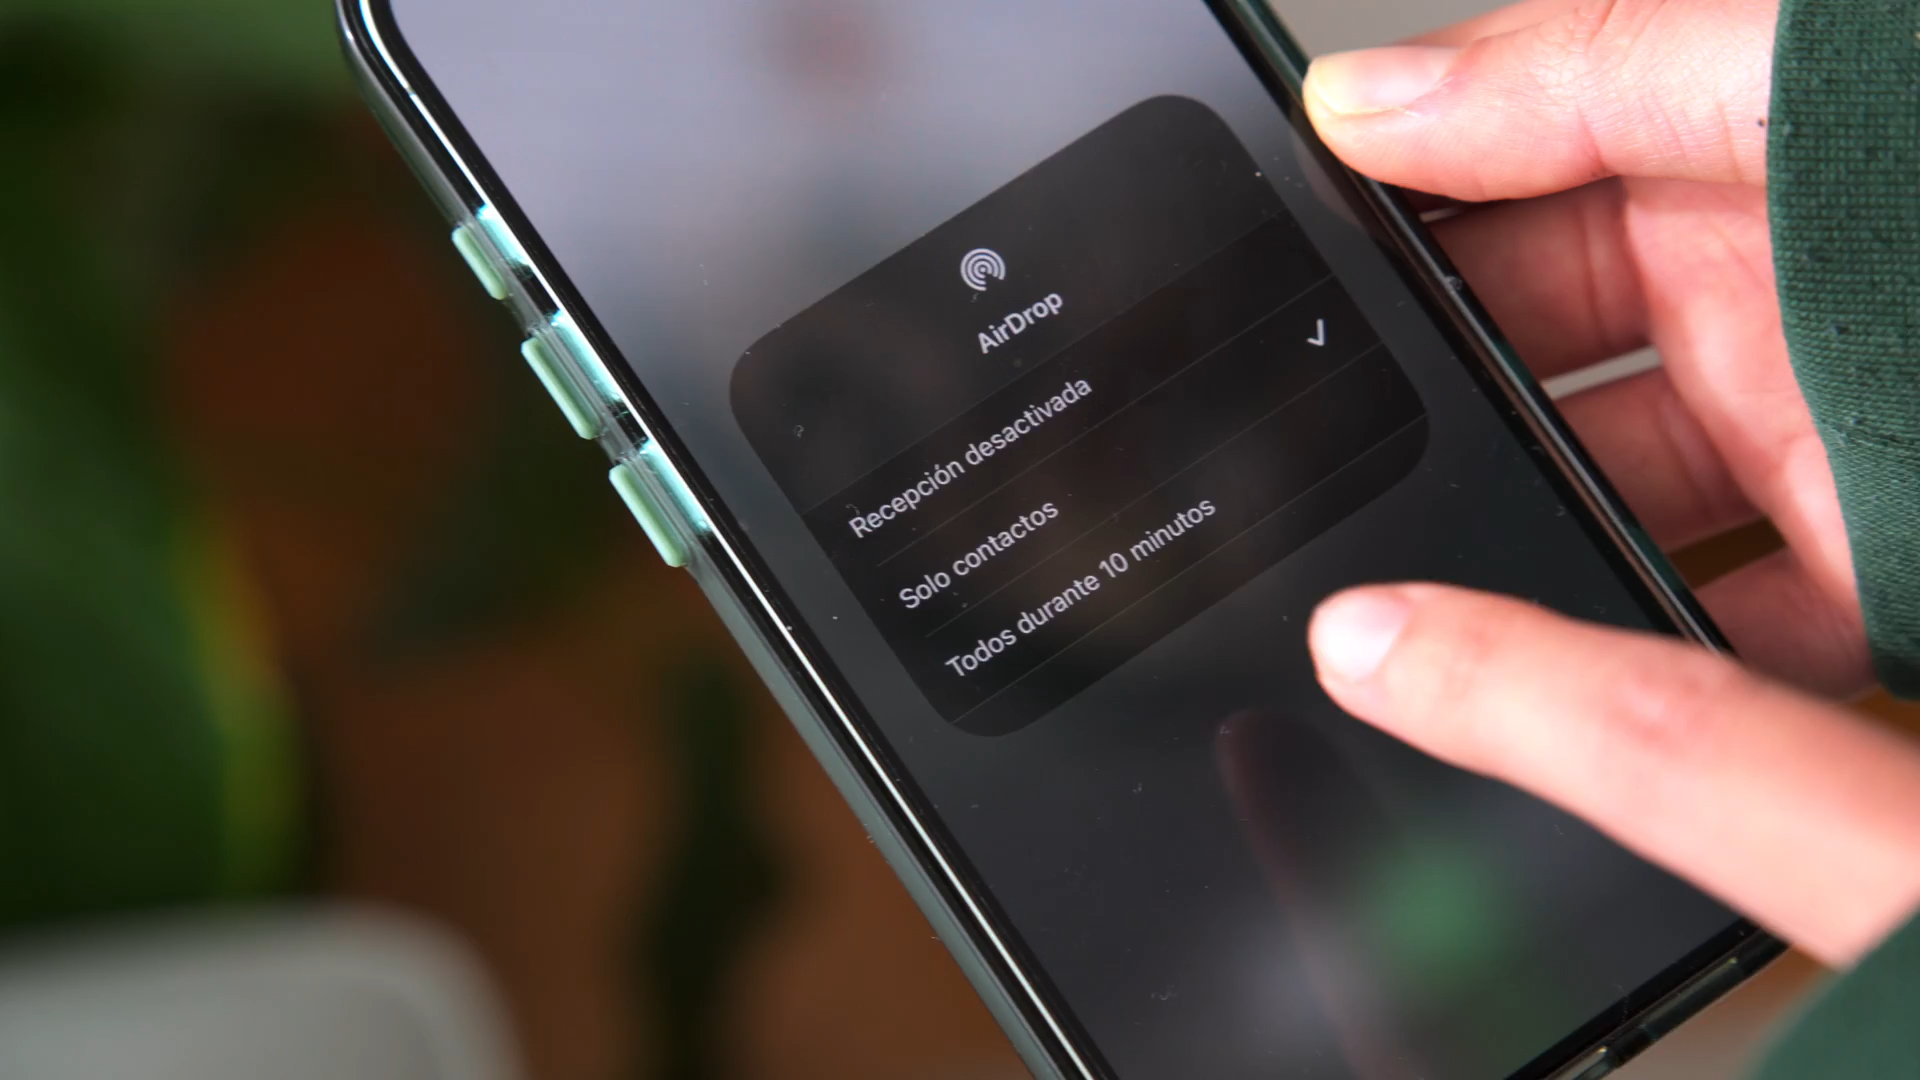 AirDrop
Recepción desactivada
Solo contactos
Todos durante 10 minutos